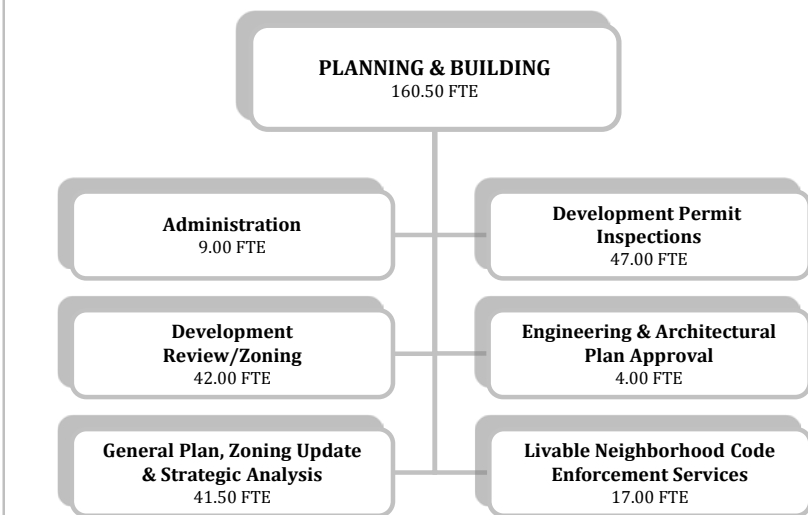 PLANNING & BUILDING
160.50 FTE
Administration
9.00 FTE
Development Permit
Inspections
47.00 FTE
Development
Review/Zoning
42.00 FTE
Engineering & Architectural
Plan Approval
4.00 FTE
General Plan, Zoning Update
& Strategic Analysis
41.50 FTE
Livable Neighborhood Code
Enforcement Services
17.00 FTE